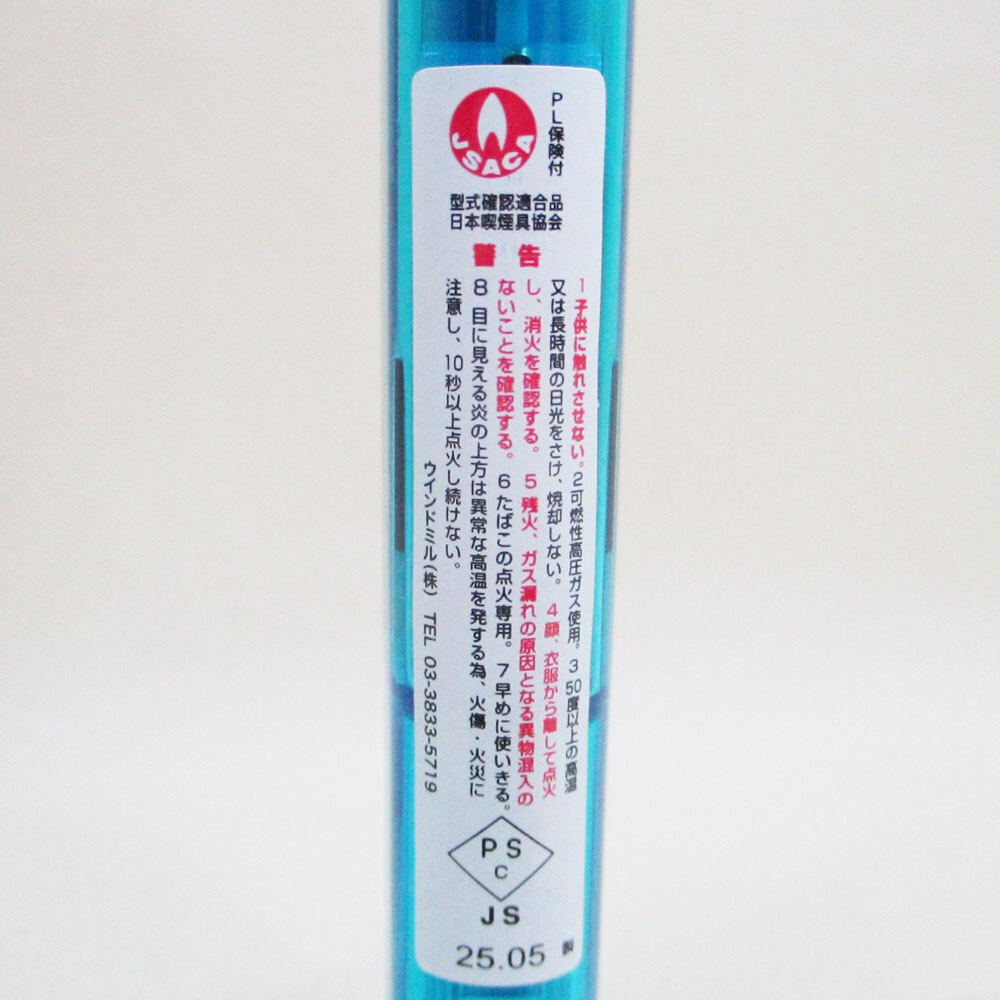 JSACA
PL保険付
型式確認適合品
日本喫煙具協会
警告
1 子供に触れさせない。2 可燃性高圧ガス使用。3 50度以上の高温
又は長時間の日光をさけ、焼却しない。 4 顔、衣服から離して点火
し、消火を確認する。 5 残火、ガス漏れの原因となる異物混入の
ないことを確認する。 6 たばこの点火専用。 7 早めに使いきる。
8 目に見える炎の上方は異常な高温を発する為、火傷・火災に
注意し、10秒以上点火し続けない。
ウインドミル(株) TEL 03-3833-5719
PS
C
JS
25.05 製